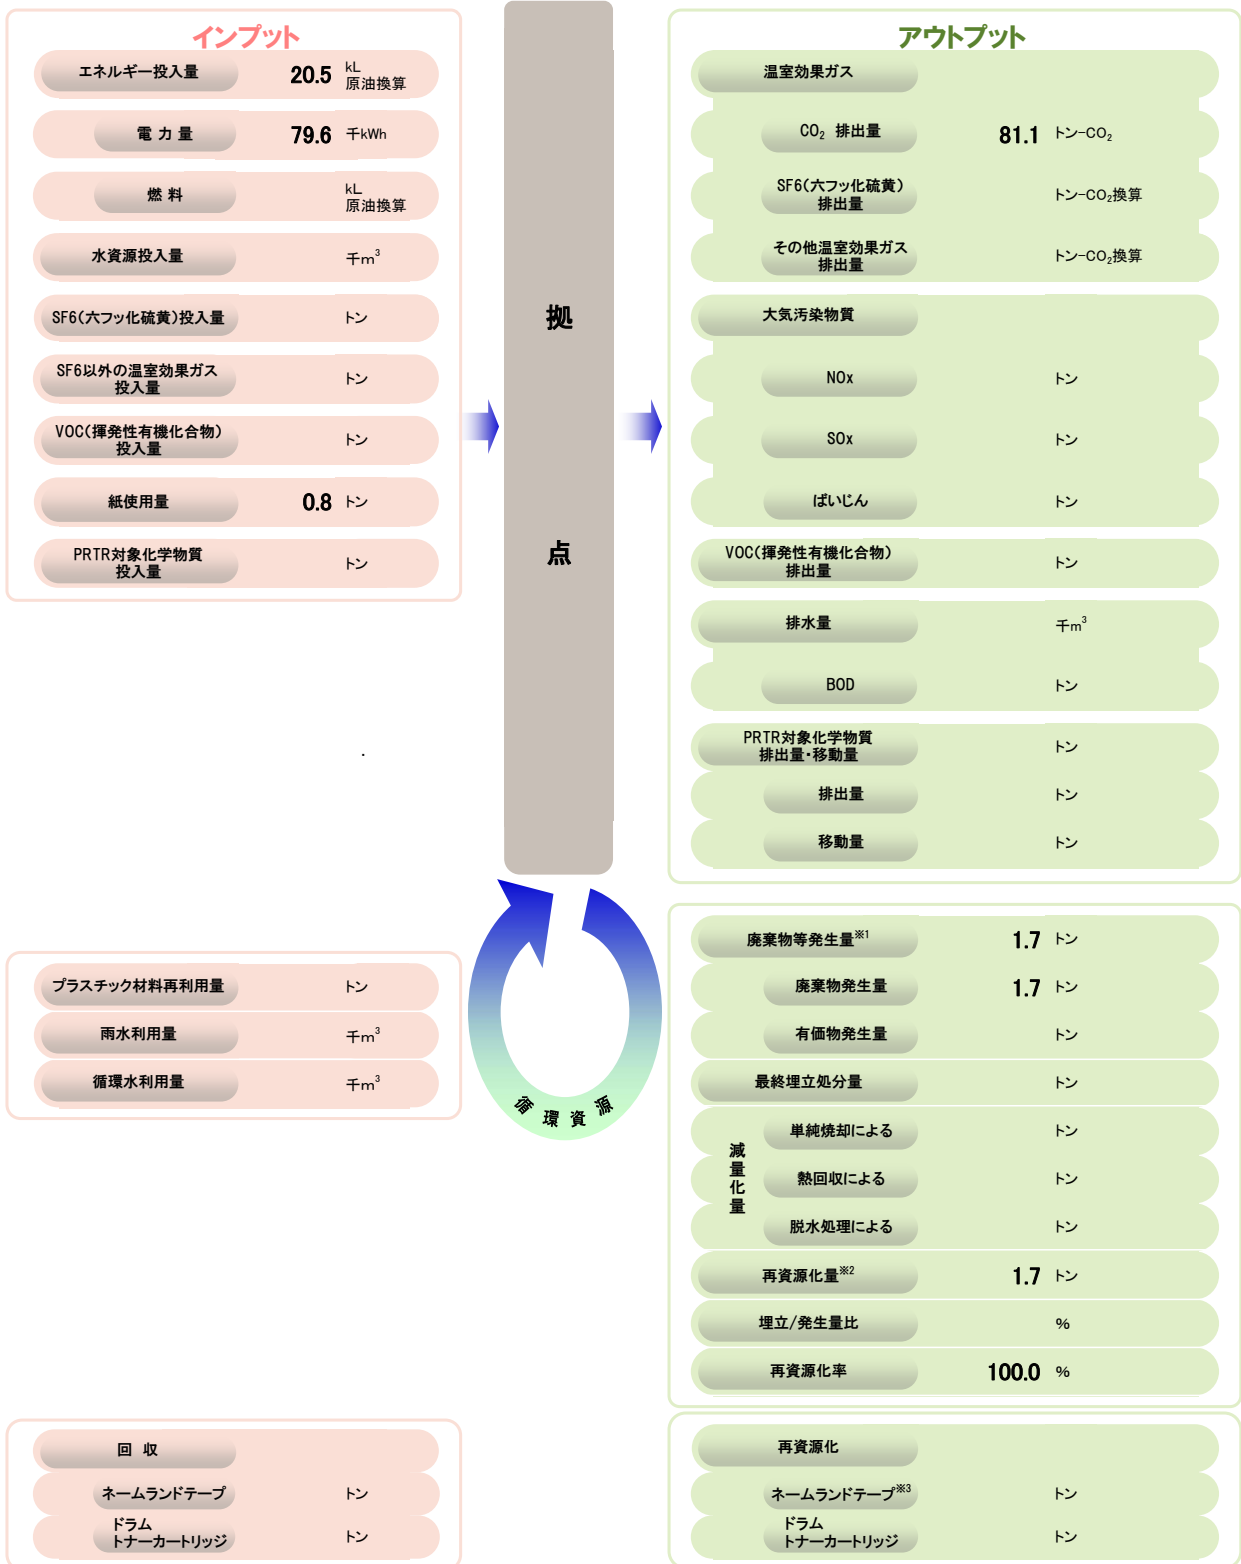 インプット
エネルギー投入量 20.5 kL
原油換算
電 力 量 79.6 千kWh
燃 料 kL
原油換算
水資源投入量 千m³
SF6(六フッ化硫黄)投入量 トン
SF6以外の温室効果ガス
投入量 トン
VOC(揮発性有機化合物)
投入量 トン
紙使用量 0.8 トン
PRTR対象化学物質
投入量 トン
拠
点
アウトプット
温室効果ガス
CO₂ 排出量 81.1 トン-CO₂
SF6(六フッ化硫黄)
排出量 トン-CO₂換算
その他温室効果ガス
排出量 トン-CO₂換算
大気汚染物質
NOx トン
SOx トン
ばいじん トン
VOC(揮発性有機化合物)
排出量 トン
排水量 千m³
BOD トン
PRTR対象化学物質
排出量・移動量 トン
排出量 トン
移動量 トン
プラスチック材料再利用量 トン
雨水利用量 千m³
循環水利用量 千m³
循環資源
廃棄物等発生量※1 1.7 トン
廃棄物発生量 1.7 トン
有価物発生量 トン
最終埋立処分量 トン
減量化量
単純焼却による トン
熱回収による トン
脱水処理による トン
再資源化量※2 1.7 トン
埋立/発生量比 %
再資源化率 100.0 %
回 収
ネームランドテープ トン
ドラム
トナーカートリッジ トン
再資源化
ネームランドテープ※3 トン
ドラム
トナーカートリッジ トン